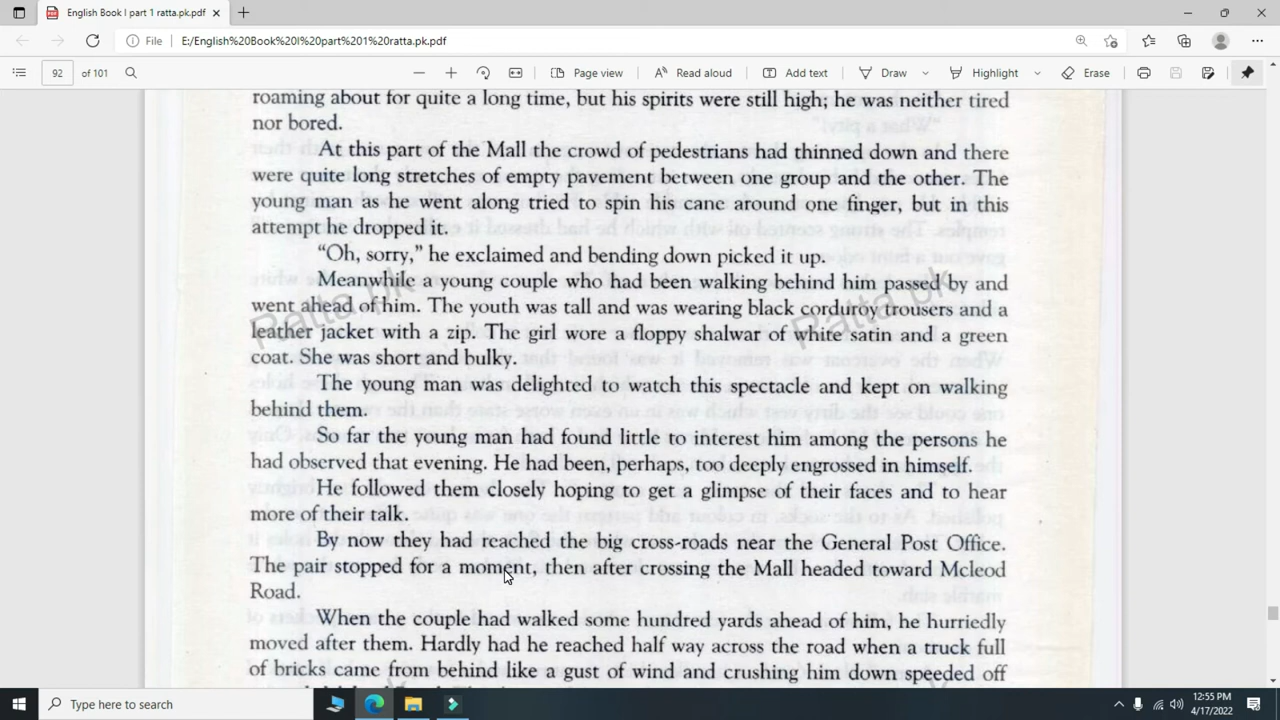 English Book I part 1 ratta.pk.pdf
File E:/English%20Book%20I%20part%201%20ratta.pk.pdf
92 of 101 Page view Read aloud Add text Draw Highlight Erase
roaming about for quite a long time, but his spirits were still high; he was neither tired
nor bored.
At this part of the Mall the crowd of pedestrians had thinned down and there
were quite long stretches of empty pavement between one group and the other. The
young man as he went along tried to spin his cane around one finger, but in this
attempt he dropped it.
“Oh, sorry,” he exclaimed and bending down picked it up.
Meanwhile a young couple who had been walking behind him passed by and
went ahead of him. The youth was tall and was wearing black corduroy trousers and a
leather jacket with a zip. The girl wore a floppy shalwar of white satin and a green
coat. She was short and bulky.
The young man was delighted to watch this spectacle and kept on walking
behind them.
So far the young man had found little to interest him among the persons he
had observed that evening. He had been, perhaps, too deeply engrossed in himself.
He followed them closely hoping to get a glimpse of their faces and to hear
more of their talk.
By now they had reached the big cross-roads near the General Post Office.
The pair stopped for a moment, then after crossing the Mall headed toward Mcleod
Road.
When the couple had walked some hundred yards ahead of him, he hurriedly
moved after them. Hardly had he reached half way across the road when a truck full
of bricks came from behind like a gust of wind and crushing him down speeded off
Ratta.pk
Ratta.pk
Type here to search
12:55 PM
4/17/2022